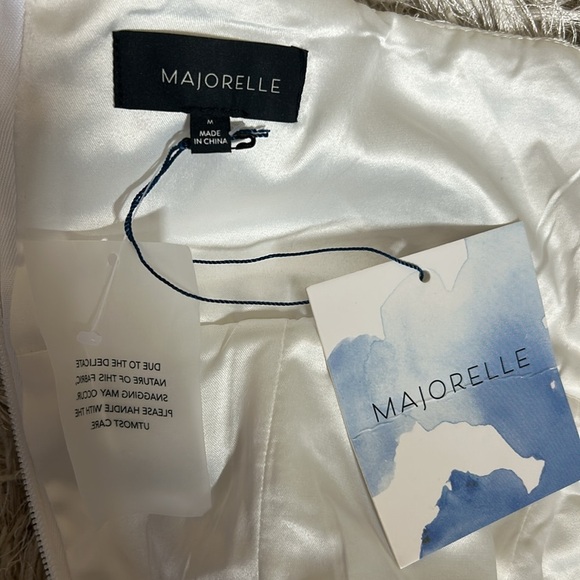 MAJORELLE
M
MADE
IN CHINA
DUE TO THE DELICATE
NATURE OF THIS FABRIC,
SNAGGING MAY OCCUR.
PLEASE HANDLE WITH THE
UTMOST CARE
MAJORELLE